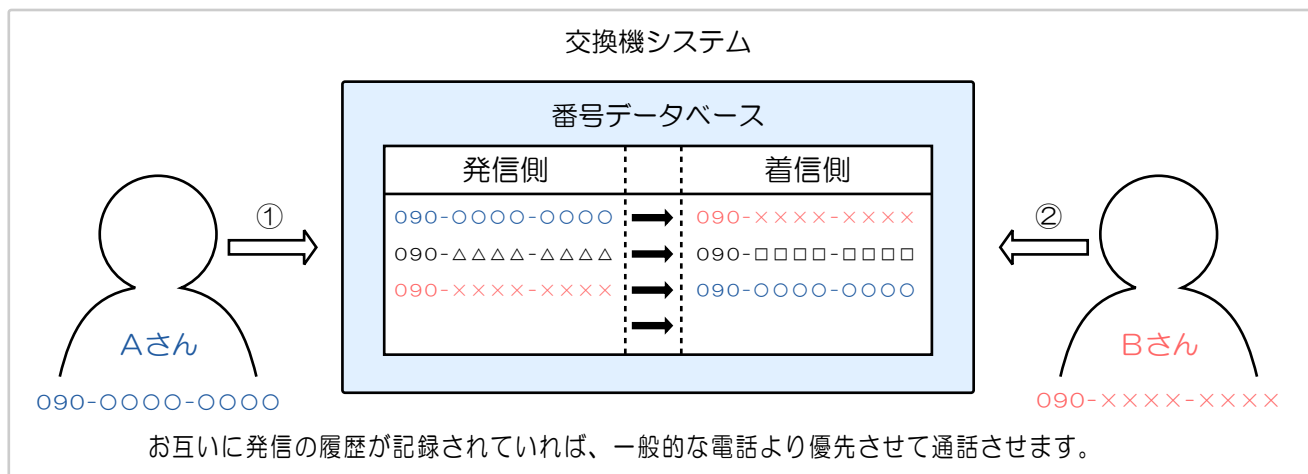 交換機システム
番号データベース
発信側 着信側
① ②
090-○○○○-○○○○ 090-××××-××××
090-△△△△-△△△△ 090-□□□□-□□□□
090-××××-×××× 090-○○○○-○○○○
Aさん Bさん
090-○○○○-○○○○ 090-××××-××××
お互いに発信の履歴が記録されていれば、一般的な電話より優先させて通話させます。